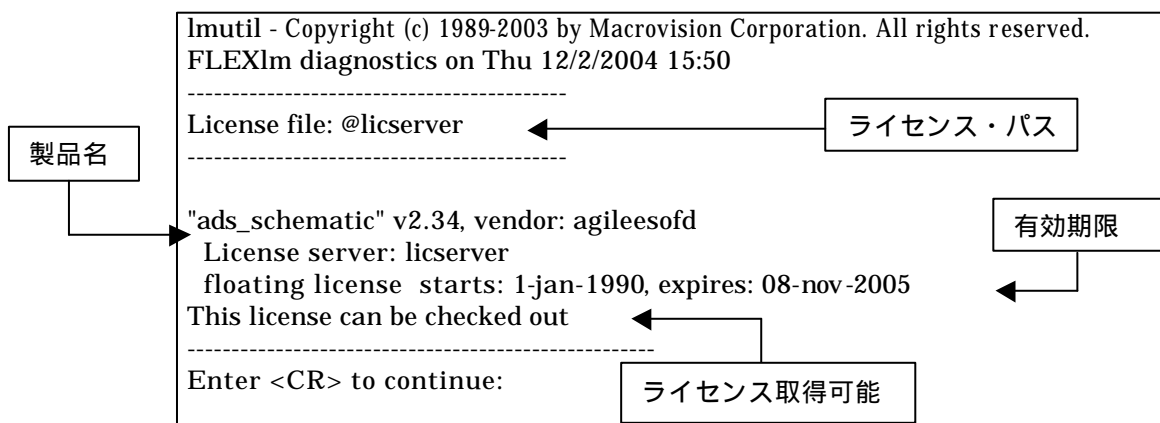 lmutil - Copyright (c) 1989-2003 by Macrovision Corporation. All rights reserved.
FLEXlm diagnostics on Thu 12/2/2004 15:50
-------------------------------------------
License file: @licserver
ライセンス・パス
-------------------------------------------
製品名
"ads_schematic" v2.34, vendor: agileesofd
License server: licserver
有効期限
floating license starts: 1-jan-1990, expires: 08-nov-2005
This license can be checked out
-----------------------------------------------------
Enter <CR> to continue:
ライセンス取得可能